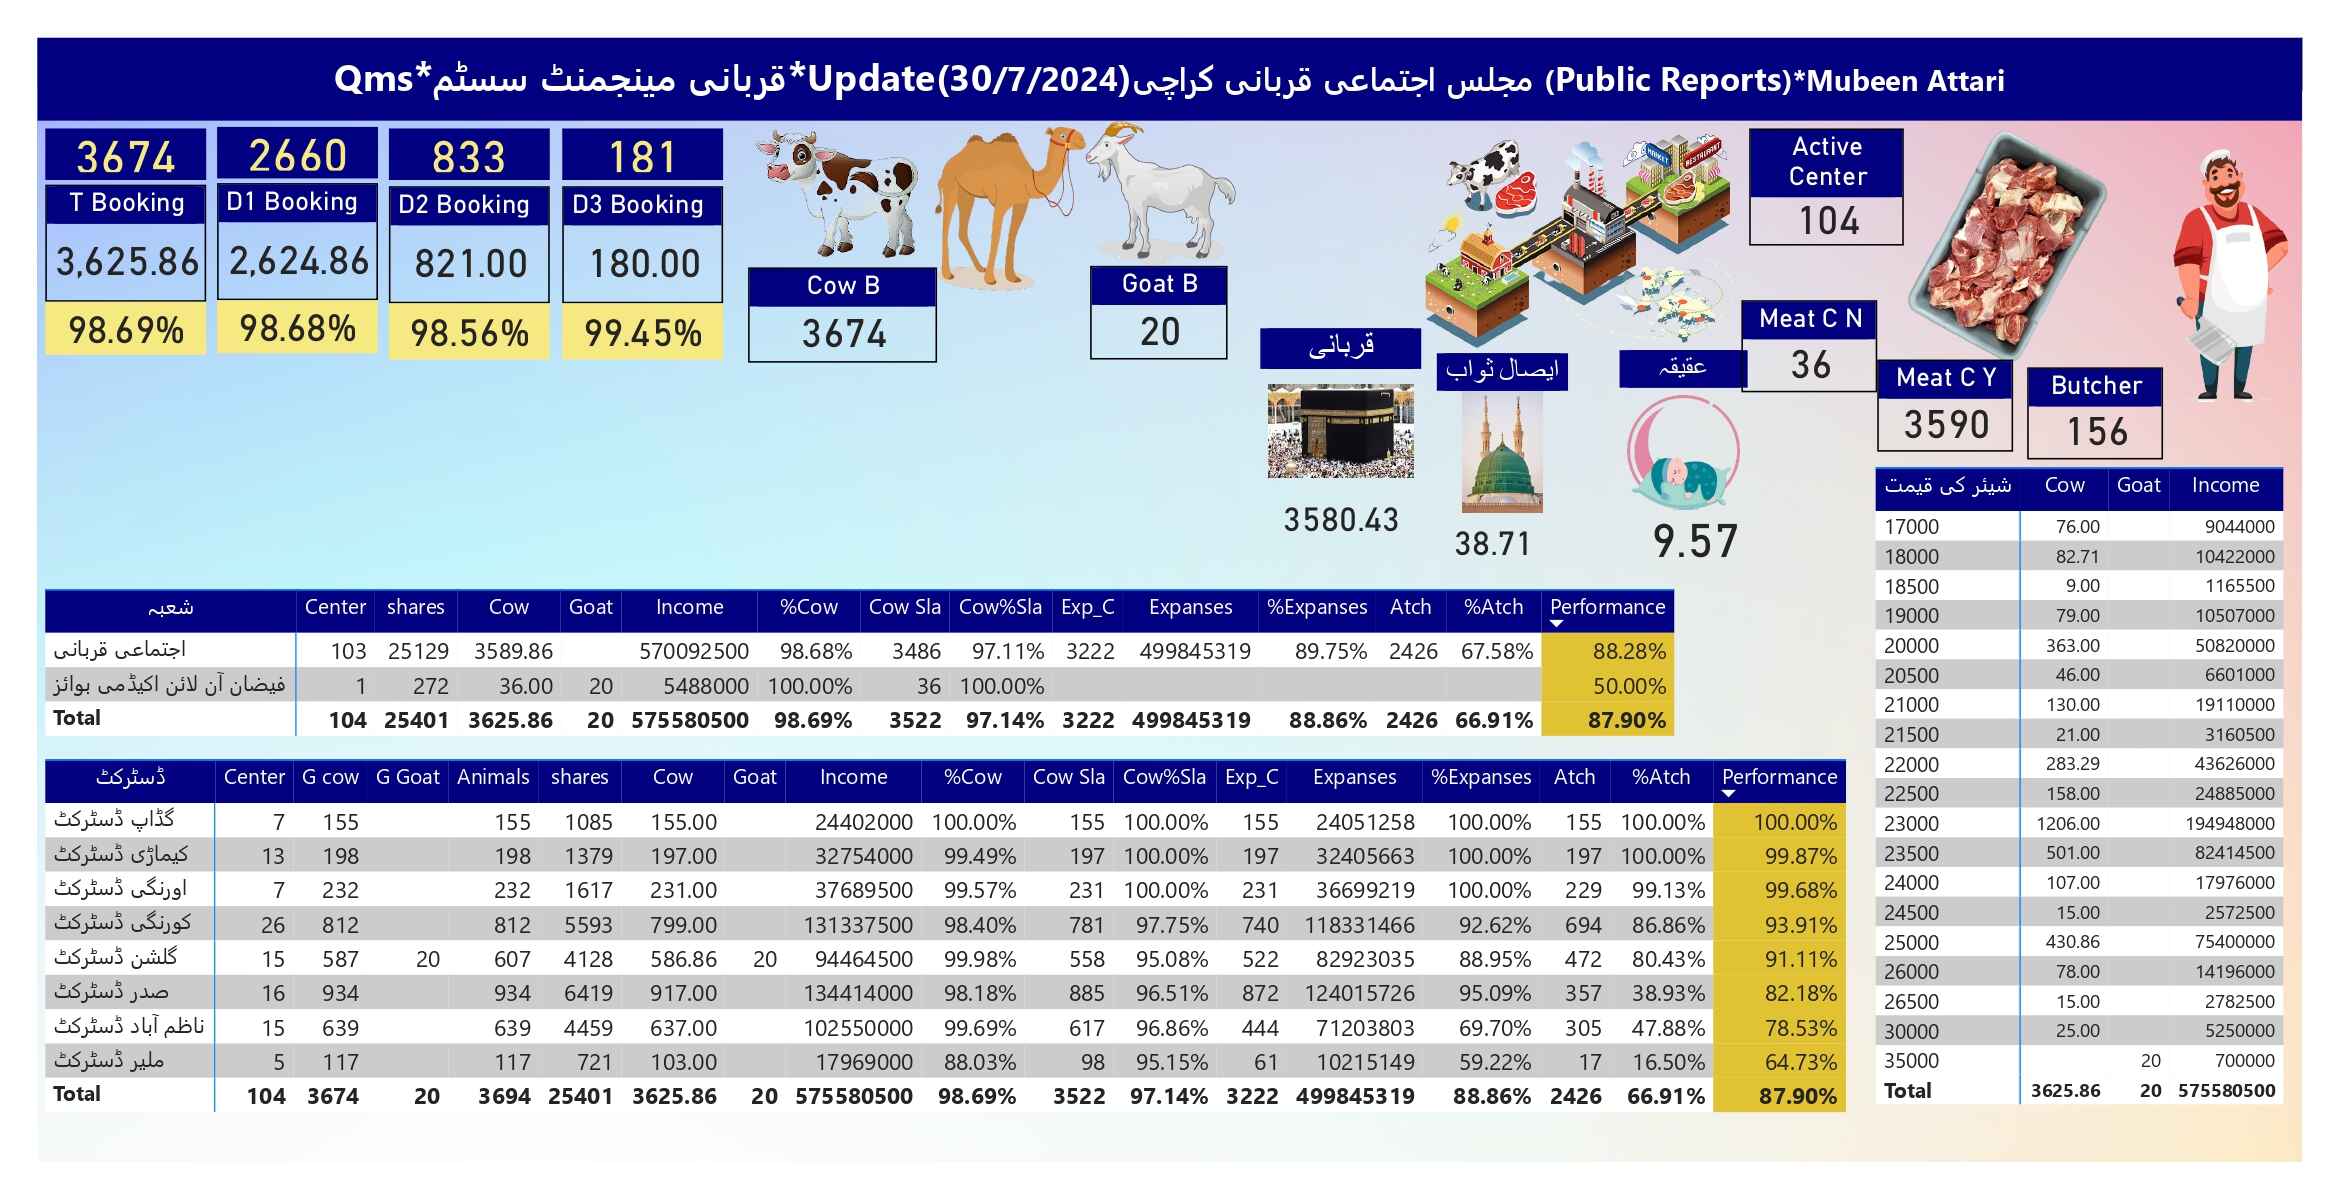 Qms*قربانی مینجمنٹ سسٹم*Update(30/7/2024)مجلس اجتماعی قربانی کراچی (Public Reports)*Mubeen Attari
3674 2660 833 181
T Booking D1 Booking D2 Booking D3 Booking
3,625.86 2,624.86 821.00 180.00
98.69% 98.68% 98.56% 99.45%
Cow B
3674
Goat B
20
MARKET
RESTAURANT
Active Center
104
Meat C N
36
Meat C Y
3590
Butcher
156
قربانی
3580.43
ایصال ثواب
38.71
عقیقہ
9.57
شعبہ Center shares Cow Goat Income %Cow Cow Sla Cow%Sla Exp_C Expanses %Expanses Atch %Atch Performance
اجتماعی قربانی 103 25129 3589.86 570092500 98.68% 3486 97.11% 3222 499845319 89.75% 2426 67.58% 88.28%
فیضان آن لائن اکیڈمی بوائز 1 272 36.00 20 5488000 100.00% 36 100.00% 50.00%
Total 104 25401 3625.86 20 575580500 98.69% 3522 97.14% 3222 499845319 88.86% 2426 66.91% 87.90%
ڈسٹرکٹ Center G cow G Goat Animals shares Cow Goat Income %Cow Cow Sla Cow%Sla Exp_C Expanses %Expanses Atch %Atch Performance
گڈاپ ڈسٹرکٹ 7 155 155 1085 155.00 24402000 100.00% 155 100.00% 155 24051258 100.00% 155 100.00% 100.00%
کیماڑی ڈسٹرکٹ 13 198 198 1379 197.00 32754000 99.49% 197 100.00% 197 32405663 100.00% 197 100.00% 99.87%
اورنگی ڈسٹرکٹ 7 232 232 1617 231.00 37689500 99.57% 231 100.00% 231 36699219 100.00% 229 99.13% 99.68%
کورنگی ڈسٹرکٹ 26 812 812 5593 799.00 131337500 98.40% 781 97.75% 740 118331466 92.62% 694 86.86% 93.91%
گلشن ڈسٹرکٹ 15 587 20 607 4128 586.86 20 94464500 99.98% 558 95.08% 522 82923035 88.95% 472 80.43% 91.11%
صدر ڈسٹرکٹ 16 934 934 6419 917.00 134414000 98.18% 885 96.51% 872 124015726 95.09% 357 38.93% 82.18%
ناظم آباد ڈسٹرکٹ 15 639 639 4459 637.00 102550000 99.69% 617 96.86% 444 71203803 69.70% 305 47.88% 78.53%
ملیر ڈسٹرکٹ 5 117 117 721 103.00 17969000 88.03% 98 95.15% 61 10215149 59.22% 17 16.50% 64.73%
Total 104 3674 20 3694 25401 3625.86 20 575580500 98.69% 3522 97.14% 3222 499845319 88.86% 2426 66.91% 87.90%
شیئر کی قیمت Cow Goat Income
17000 76.00 9044000
18000 82.71 10422000
18500 9.00 1165500
19000 79.00 10507000
20000 363.00 50820000
20500 46.00 6601000
21000 130.00 19110000
21500 21.00 3160500
22000 283.29 43626000
22500 158.00 24885000
23000 1206.00 194948000
23500 501.00 82414500
24000 107.00 17976000
24500 15.00 2572500
25000 430.86 75400000
26000 78.00 14196000
26500 15.00 2782500
30000 25.00 5250000
35000 20 700000
Total 3625.86 20 575580500